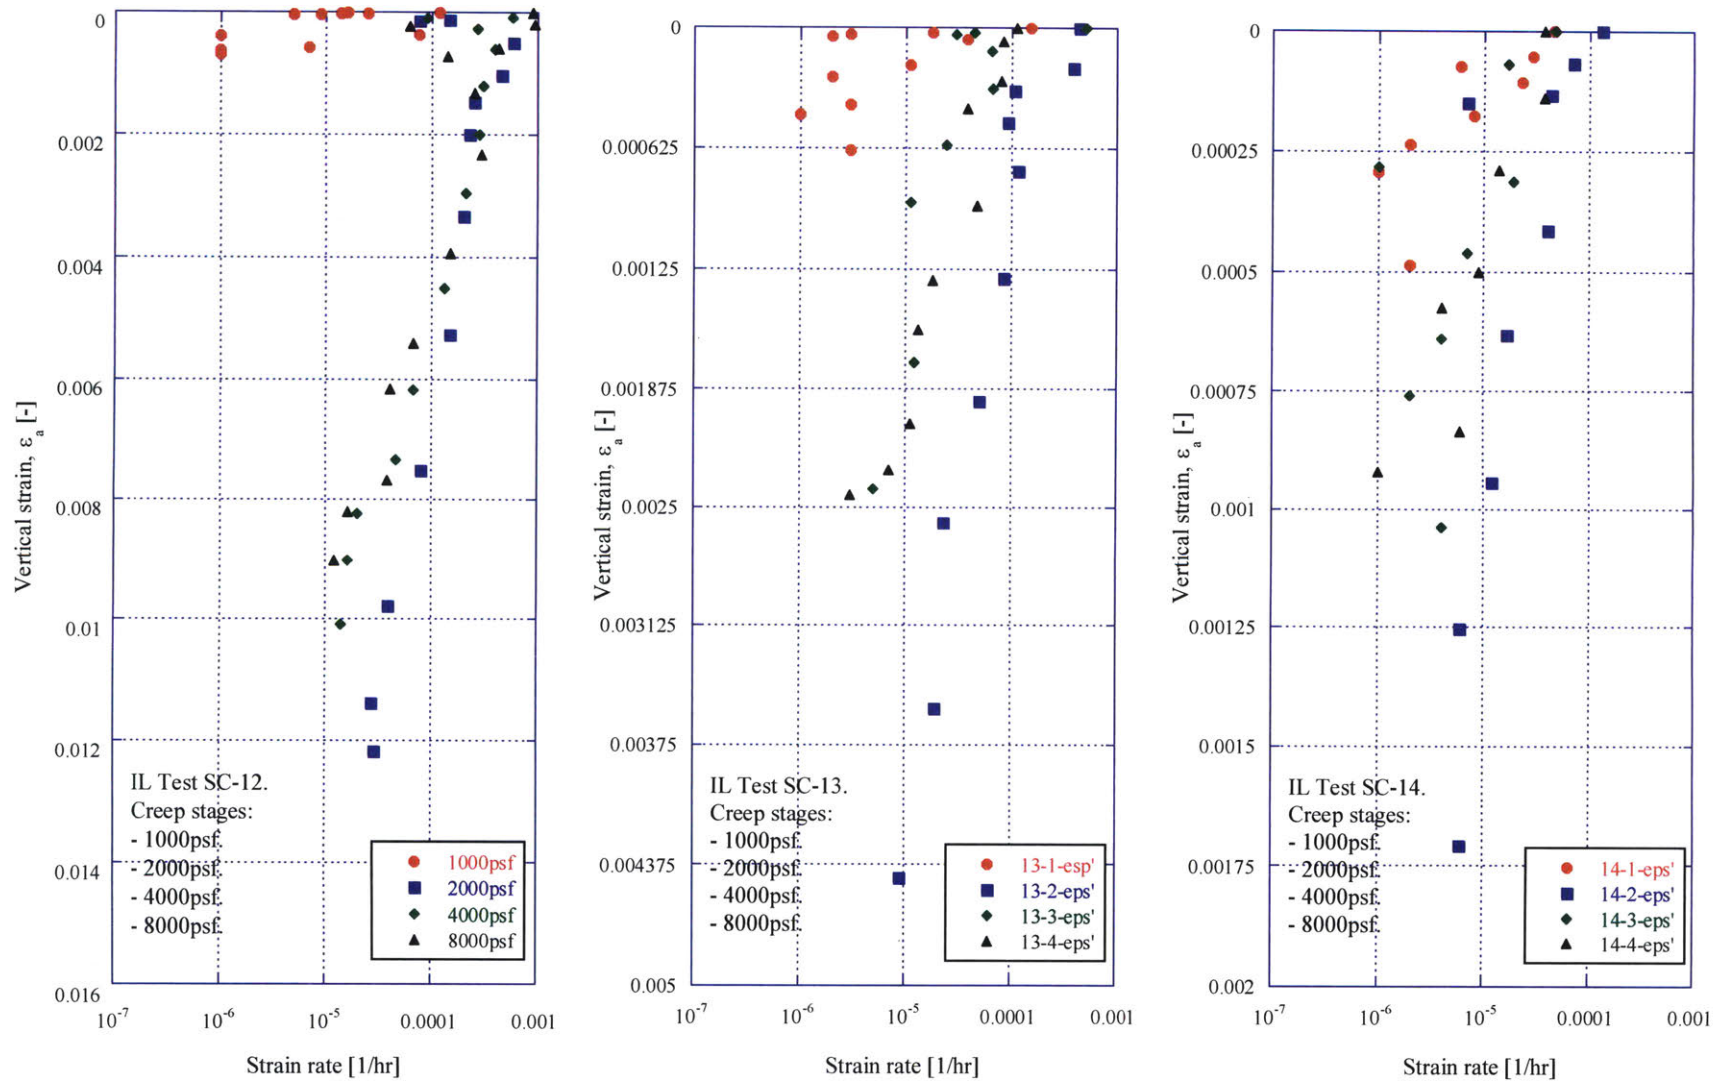 0
0.002
0.004
0.006
0.008
0.01
0.012
0.014
0.016
Vertical strain, ε a [-]
10-7
10-6
10-5
0.0001
0.001
Strain rate [1/hr]
IL Test SC-12.
Creep stages:
- 1000psf.
- 2000psf.
- 4000psf.
- 8000psf.
1000psf
2000psf
4000psf
8000psf
0
0.000625
0.00125
0.001875
0.0025
0.003125
0.00375
0.004375
0.005
Vertical strain, ε a [-]
10-7
10-6
10-5
0.0001
0.001
Strain rate [1/hr]
IL Test SC-13.
Creep stages:
- 1000psf.
- 2000psf.
- 4000psf.
- 8000psf.
13-1-esp'
13-2-eps'
13-3-eps'
13-4-eps'
0
0.00025
0.0005
0.00075
0.001
0.00125
0.0015
0.00175
0.002
Vertical strain, ε a [-]
10-7
10-6
10-5
0.0001
0.001
Strain rate [1/hr]
IL Test SC-14.
Creep stages:
- 1000psf.
- 2000psf.
- 4000psf.
- 8000psf.
14-1-eps'
14-2-eps'
14-3-eps'
14-4-eps'